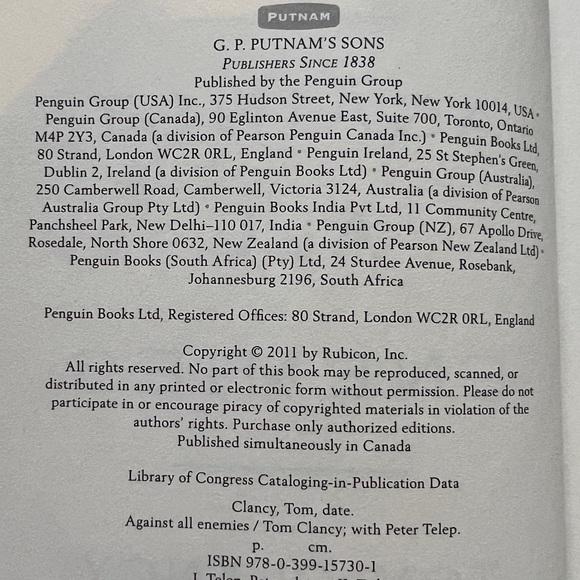 PUTNAM
G. P. PUTNAM'S SONS
Publishers Since 1838
Published by the Penguin Group
Penguin Group (USA) Inc., 375 Hudson Street, New York, New York 10014, USA •
Penguin Group (Canada), 90 Eglinton Avenue East, Suite 700, Toronto, Ontario
M4P 2Y3, Canada (a division of Pearson Penguin Canada Inc.) • Penguin Books Ltd,
80 Strand, London WC2R 0RL, England • Penguin Ireland, 25 St Stephen's Green,
Dublin 2, Ireland (a division of Penguin Books Ltd) • Penguin Group (Australia),
250 Camberwell Road, Camberwell, Victoria 3124, Australia (a division of Pearson
Australia Group Pty Ltd) • Penguin Books India Pvt Ltd, 11 Community Centre,
Panchsheel Park, New Delhi–110 017, India • Penguin Group (NZ), 67 Apollo Drive,
Rosedale, North Shore 0632, New Zealand (a division of Pearson New Zealand Ltd) •
Penguin Books (South Africa) (Pty) Ltd, 24 Sturdee Avenue, Rosebank,
Johannesburg 2196, South Africa
Penguin Books Ltd, Registered Offices: 80 Strand, London WC2R 0RL, England
Copyright © 2011 by Rubicon, Inc.
All rights reserved. No part of this book may be reproduced, scanned, or
distributed in any printed or electronic form without permission. Please do not
participate in or encourage piracy of copyrighted materials in violation of the
authors' rights. Purchase only authorized editions.
Published simultaneously in Canada
Library of Congress Cataloging-in-Publication Data
Clancy, Tom, date.
Against all enemies / Tom Clancy; with Peter Telep.
p. cm.
ISBN 978-0-399-15730-1